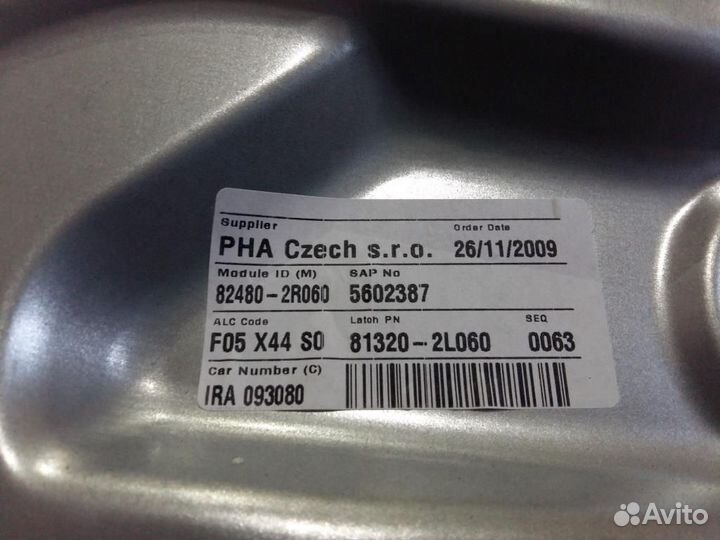 Supplier Order Date
PHA Czech s.r.o. 26/11/2009
Module ID (M) SAP No
82480-2R060 5602387
ALC Code Latch PN SEQ
F05 X44 S0 81320-2L060 0063
Car Number (C)
IRA 093080
Avito